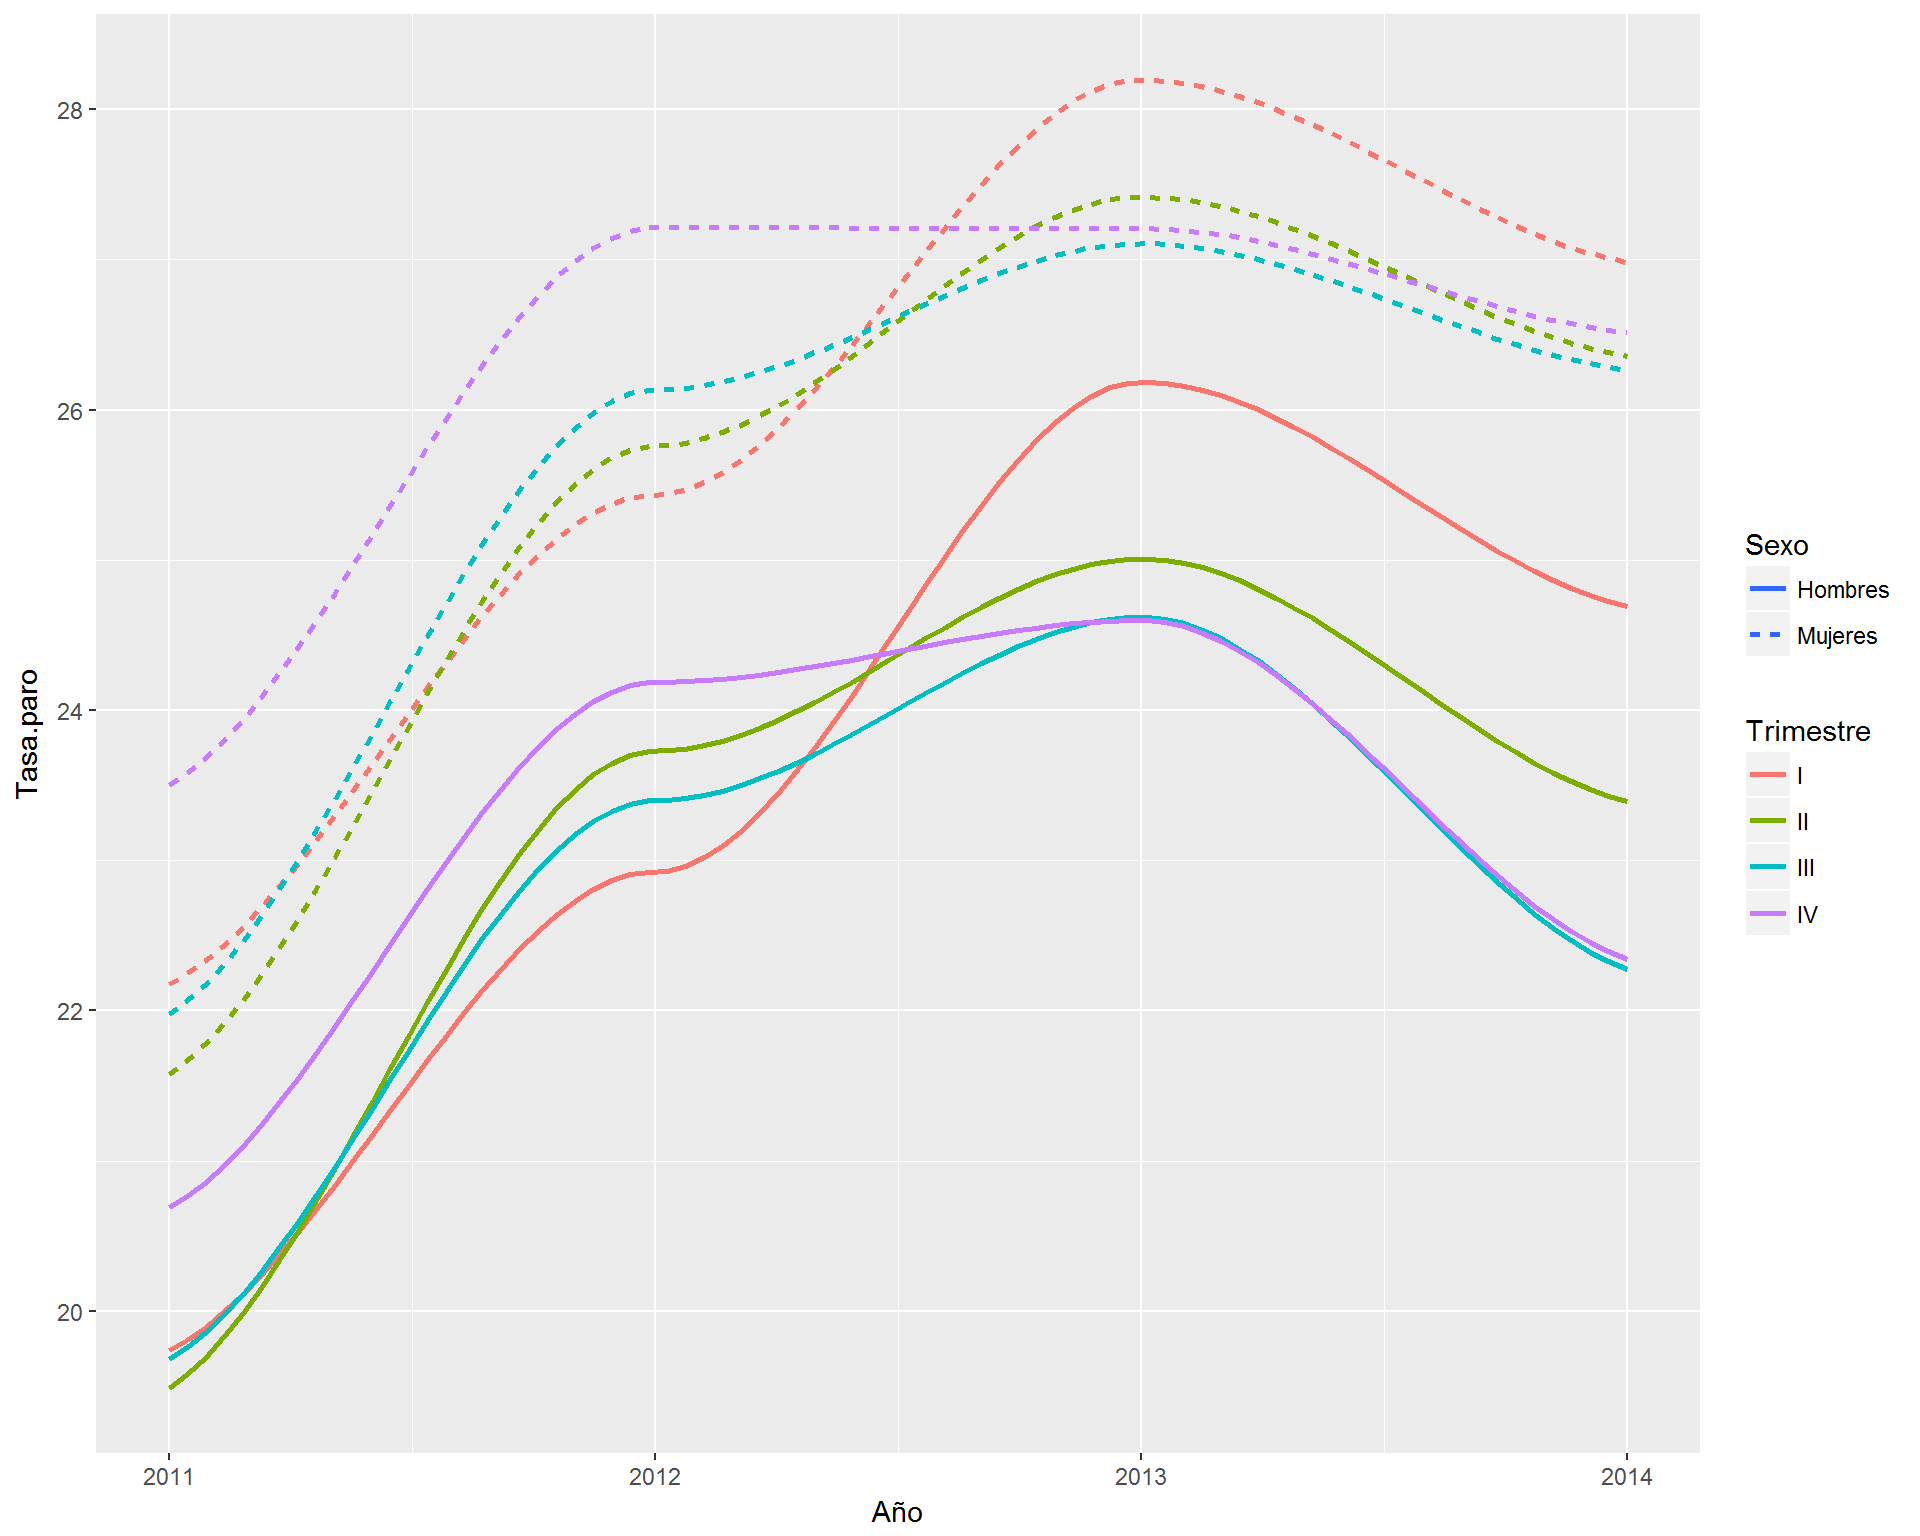 28
26
24
22
20
Tasa.paro
2011
2012
2013
2014
Año
Sexo
Hombres
Mujeres
Trimestre
I
II
III
IV